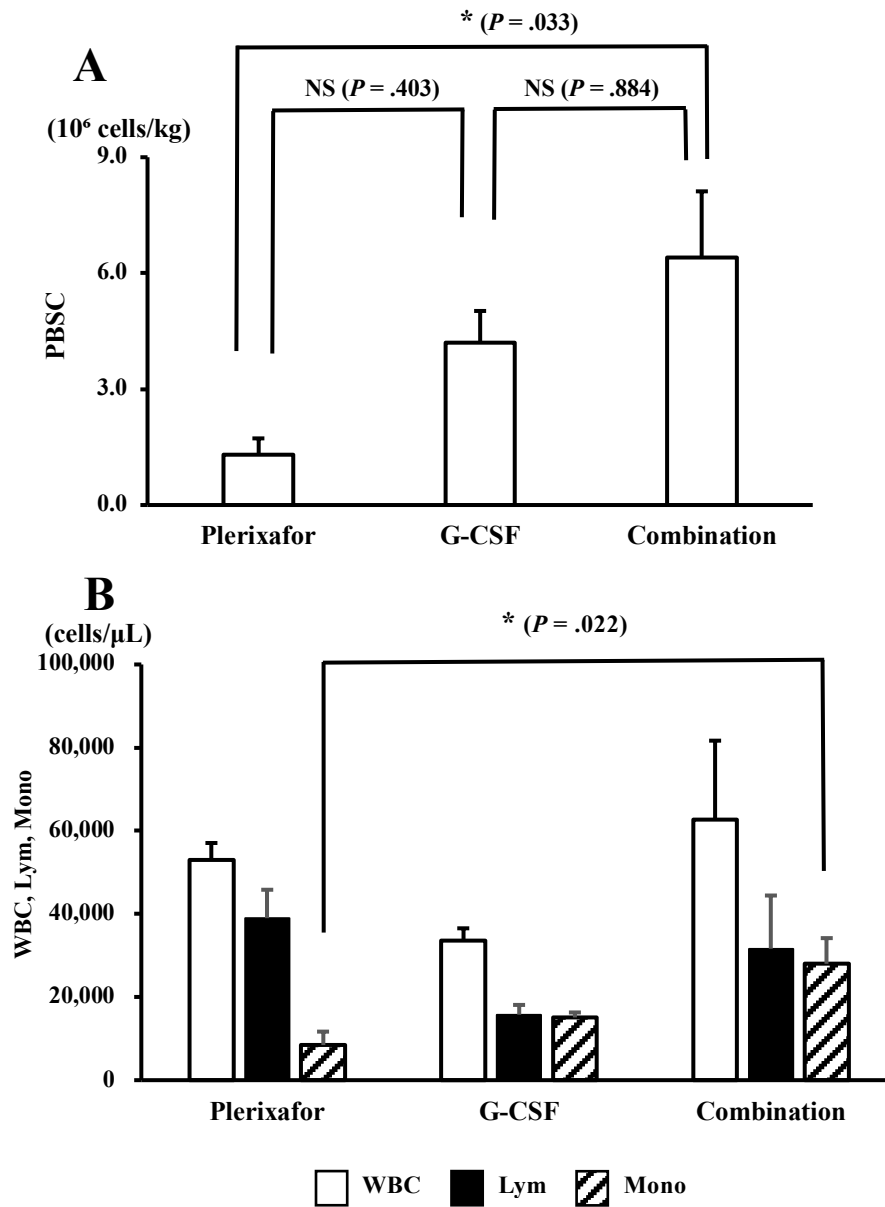 * (P = .033)
A
NS (P = .403)
NS (P = .884)
(10⁶ cells/kg)
9.0
6.0
3.0
0.0
PBSC
Plerixafor
G-CSF
Combination
B
* (P = .022)
(cells/μL)
100,000
80,000
60,000
40,000
20,000
0
WBC, Lym, Mono
Plerixafor
G-CSF
Combination
WBC
Lym
Mono